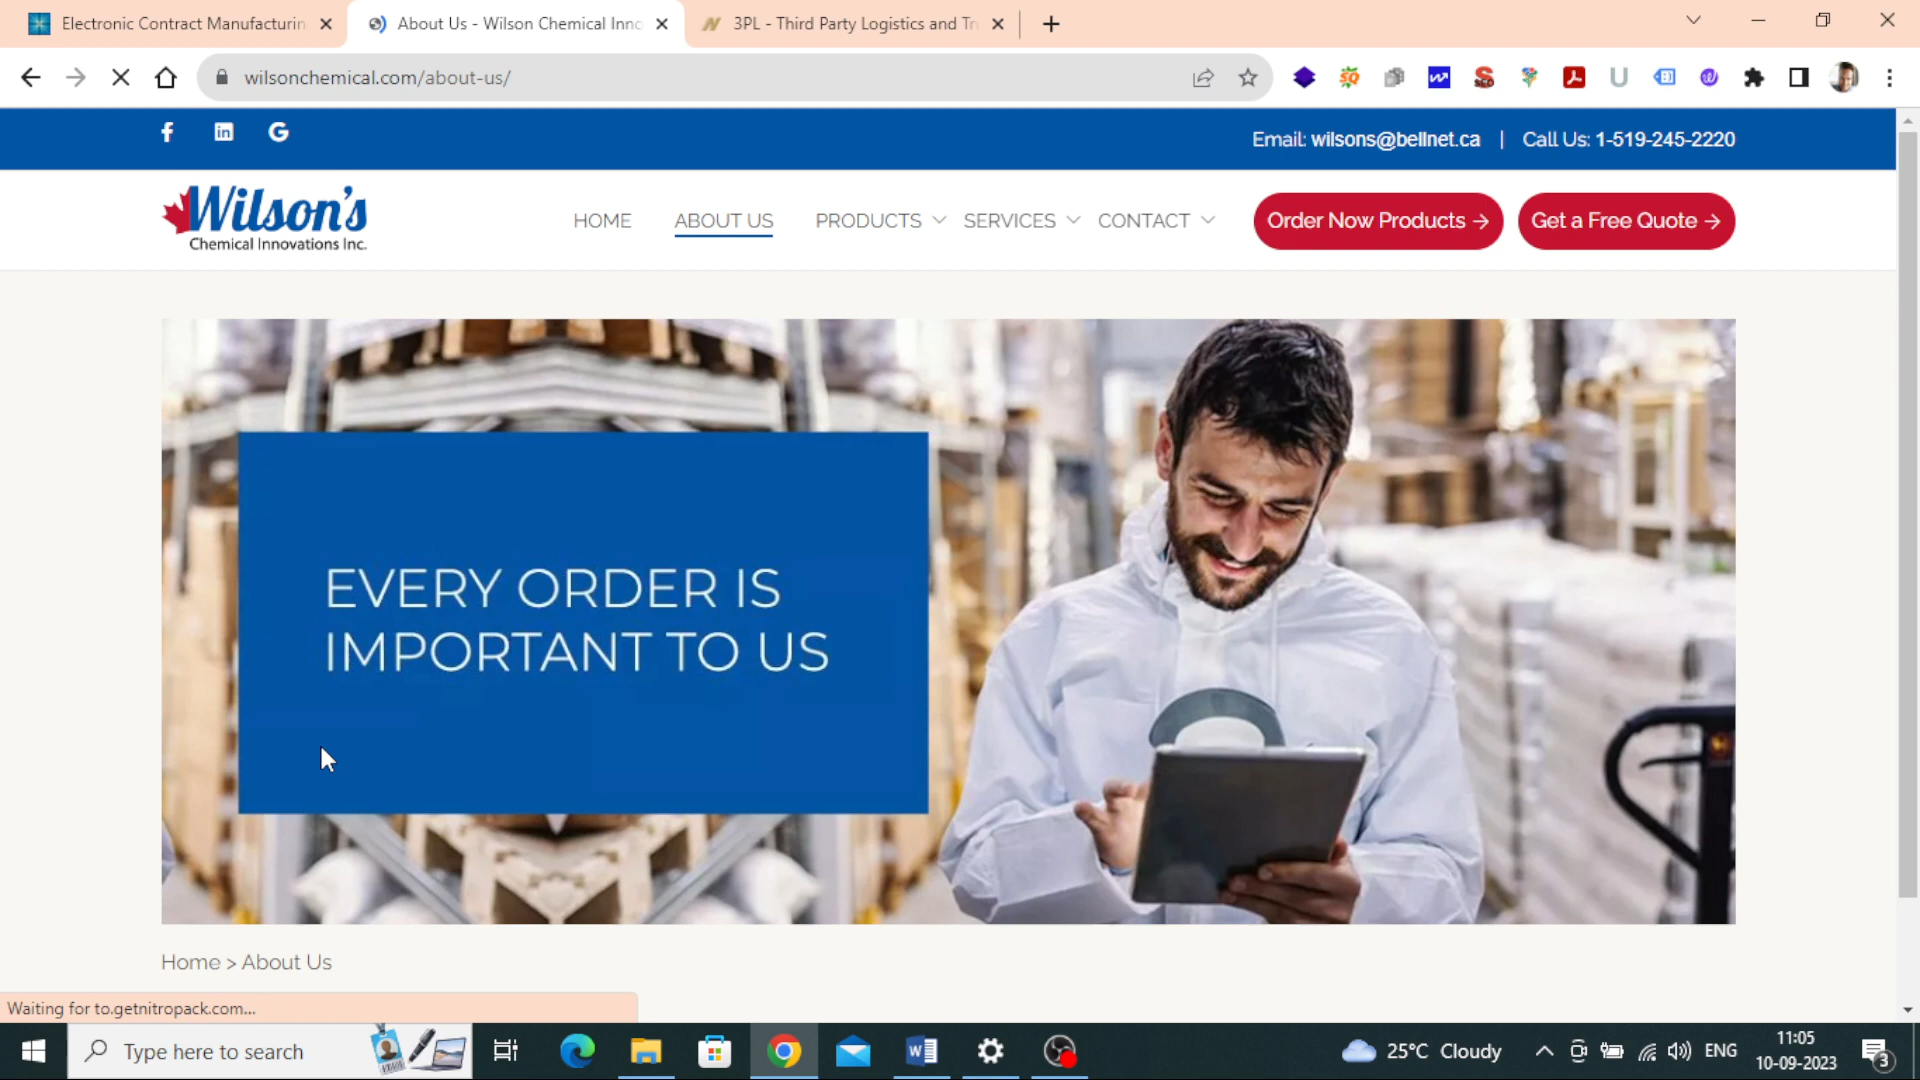 Electronic Contract Manufacturin
About Us - Wilson Chemical Inno
3PL - Third Party Logistics and Tr
wilsonchemical.com/about-us/
Email: wilsons@bellnet.ca | Call Us: 1-519-245-2220
Wilson's
Chemical Innovations Inc.
HOME ABOUT US PRODUCTS SERVICES CONTACT
Order Now Products → Get a Free Quote →
EVERY ORDER IS
IMPORTANT TO US
Home > About Us
Waiting for to.getnitropack.com...
Type here to search
25°C Cloudy
ENG
11:05
10-09-2023
3